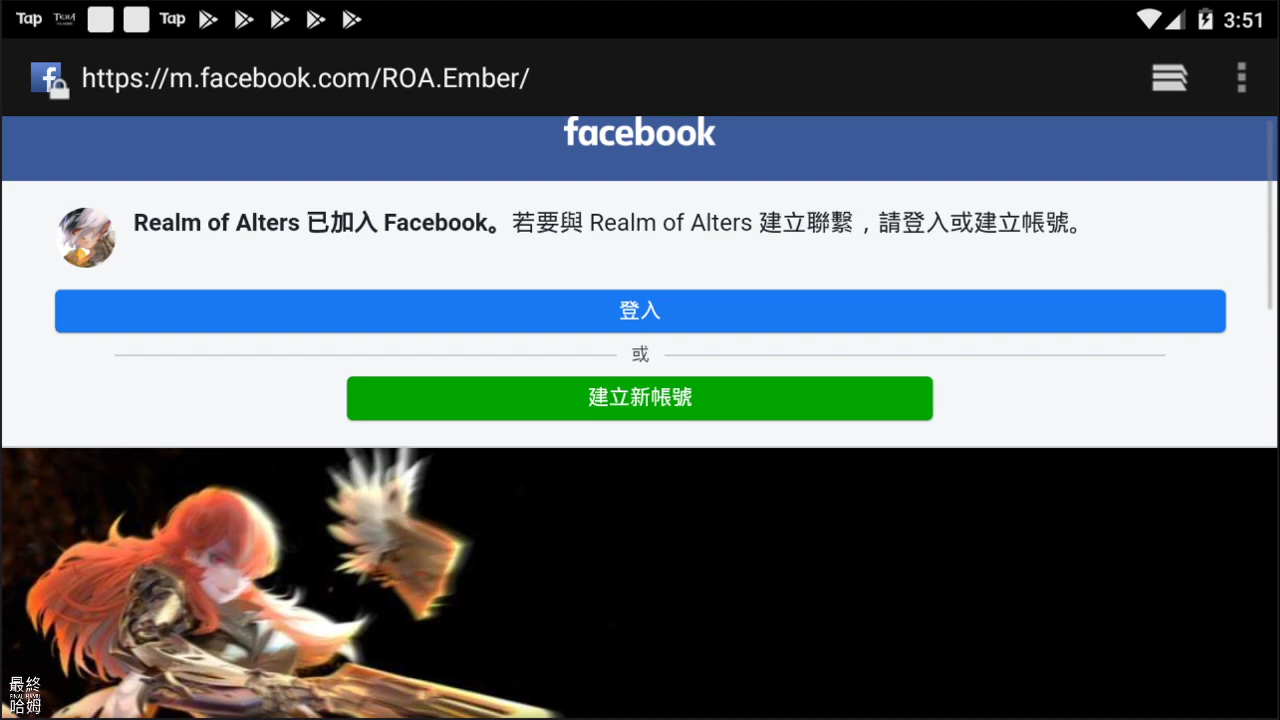 Tap TERA Tap 3:51
https://m.facebook.com/ROA.Ember/
facebook
Realm of Alters 已加入 Facebook。若要與 Realm of Alters 建立聯繫，請登入或建立帳號。
登入
或
建立新帳號
最終
哈姆